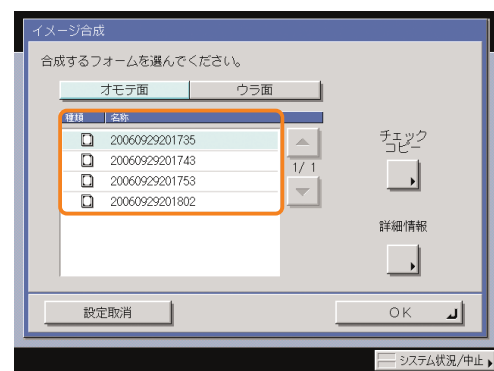 イメージ合成
合成するフォームを選んでください。
オモテ面 ウラ面
種類 名称
20060929201735
20060929201743
20060929201753
20060929201802
1/ 1
チェック
コピー
詳細情報
設定取消 OK
システム状況/中止